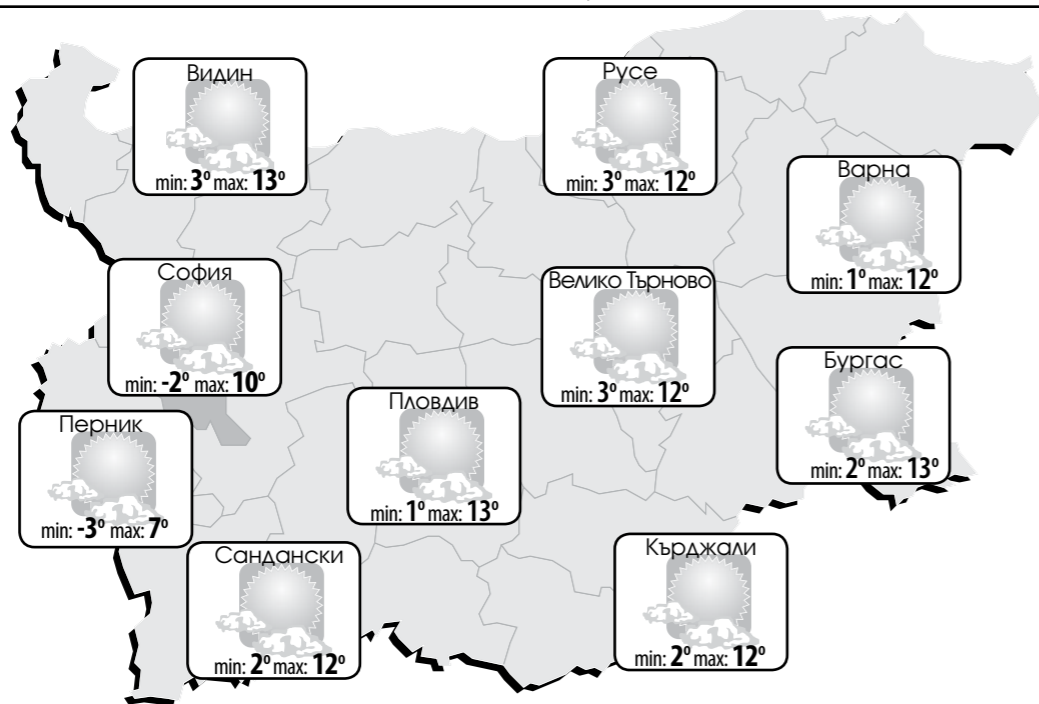 Видин
min: 3° max: 13°
Русе
min: 3° max: 12°
Варна
min: 1° max: 12°
София
min: -2° max: 10°
Велико Търново
min: 3° max: 12°
Бургас
min: 2° max: 13°
Пловдив
min: 1° max: 13°
Перник
min: -3° max: 7°
Сандански
min: 2° max: 12°
Кърджали
min: 2° max: 12°